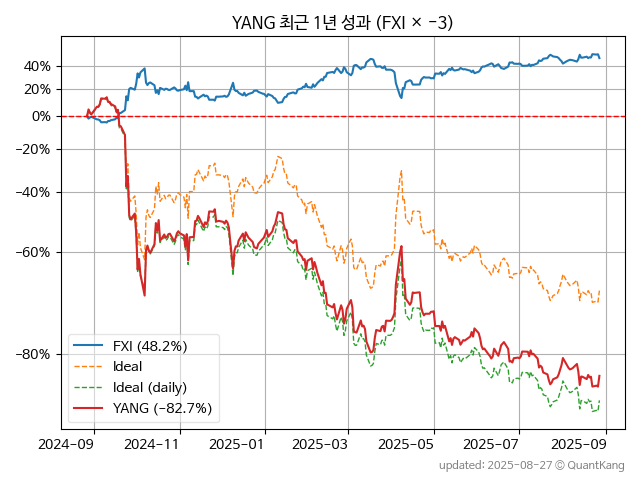 YANG 최근 1년 성과 (FXI × −3)
40%
20%
0%
−20%
−40%
−60%
−80%
FXI (48.2%)
Ideal
Ideal (daily)
YANG (−82.7%)
2024−09
2024−11
2025−01
2025−03
2025−05
2025−07
2025−09
updated: 2025-08-27 © QuantKang